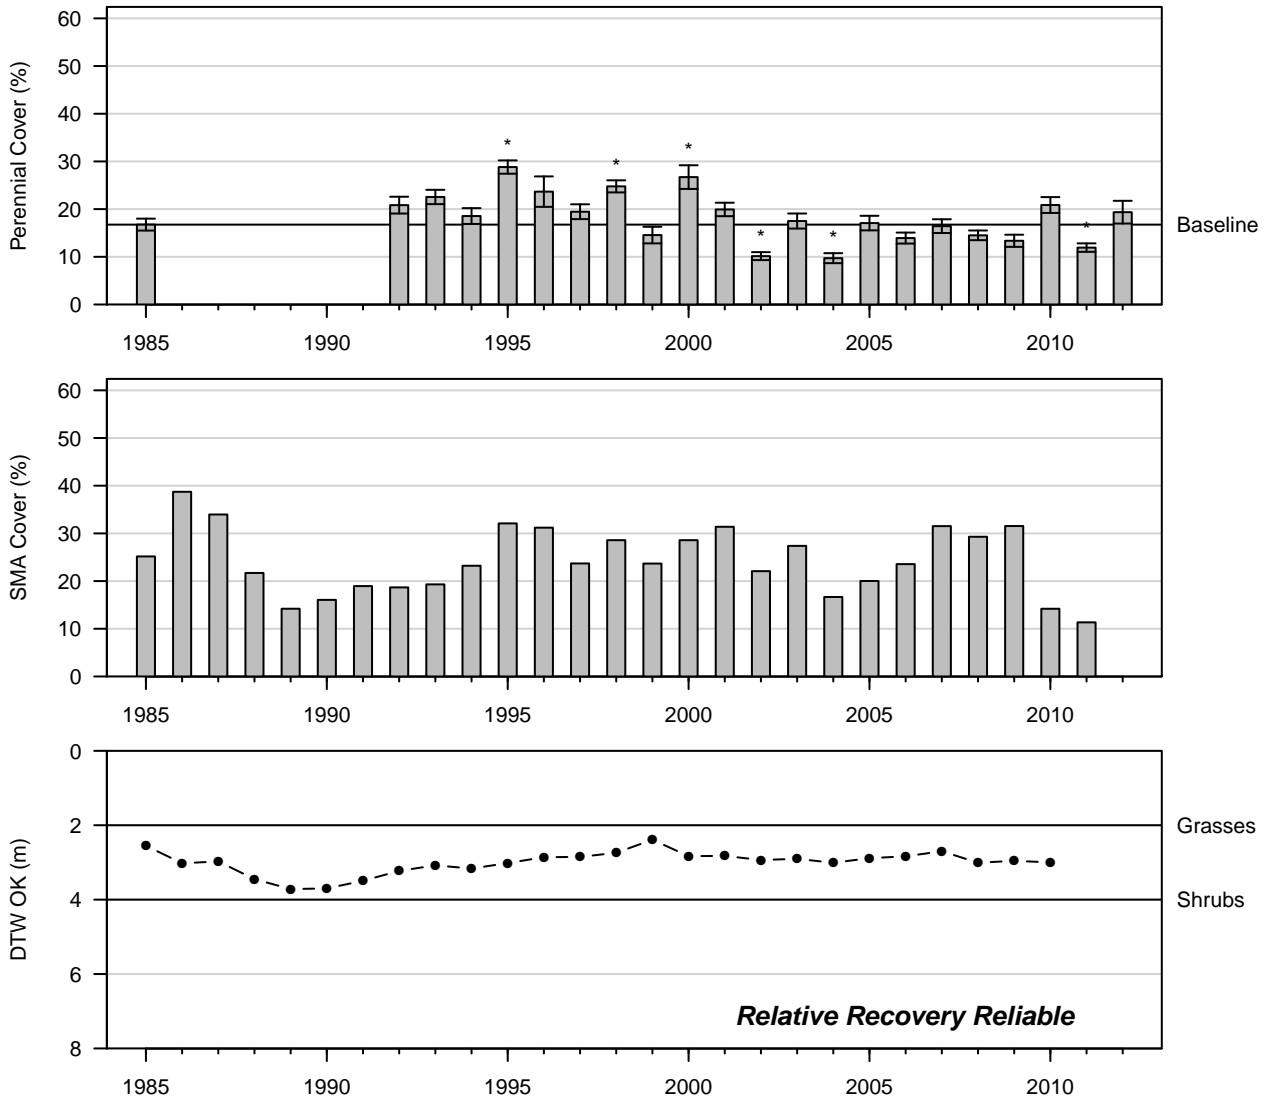 Perennial Cover (%)
60
50
40
30
20
10
0
* * * * * *
Baseline
1985 1990 1995 2000 2005 2010
SMA Cover (%)
60
50
40
30
20
10
0
1985 1990 1995 2000 2005 2010
DTW OK (m)
0
2
4
6
8
Grasses
Shrubs
Relative Recovery Reliable
1985 1990 1995 2000 2005 2010